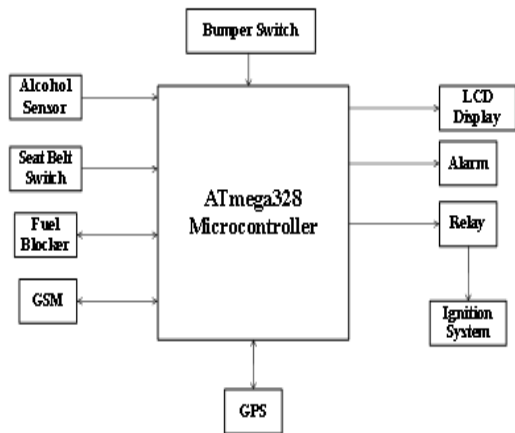 Bumper Switch
Alcohol
Sensor
LCD
Display
Seat Belt
Switch
Alarm
ATmega328
Microcontroller
Fuel
Blocker
Relay
GSM
Ignition
System
GPS